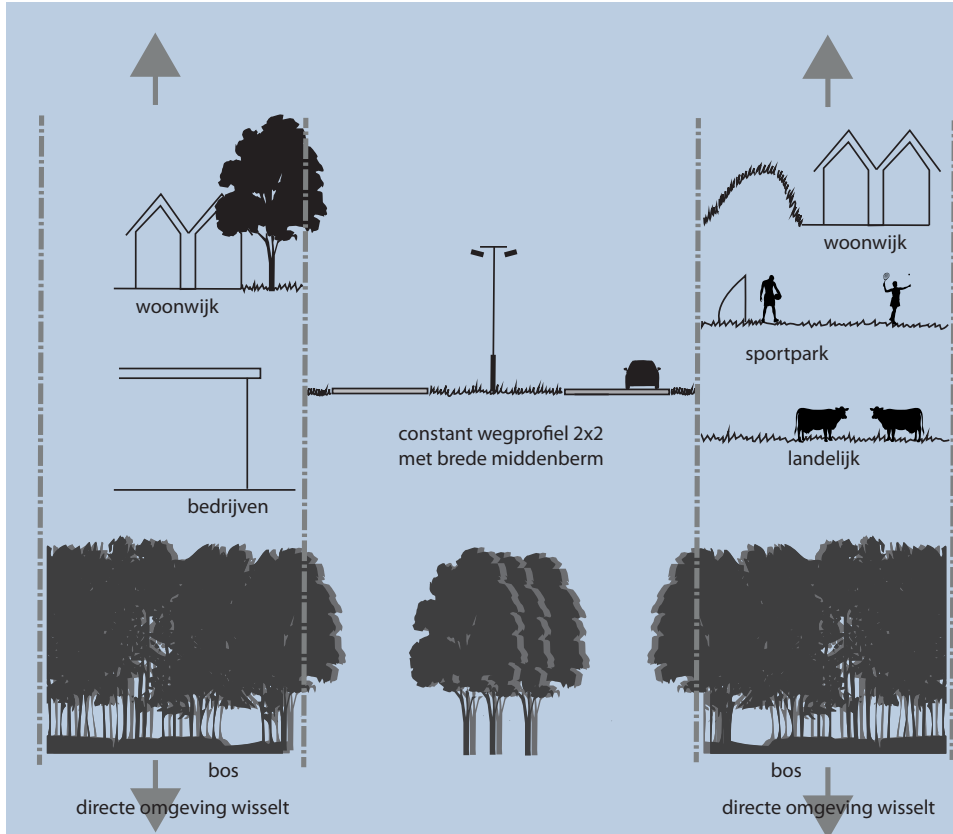 woonwijk
woonwijk
sportpark
constant wegprofiel 2x2
met brede middenberm
landelijk
bedrijven
bos
bos
directe omgeving wisselt
directe omgeving wisselt